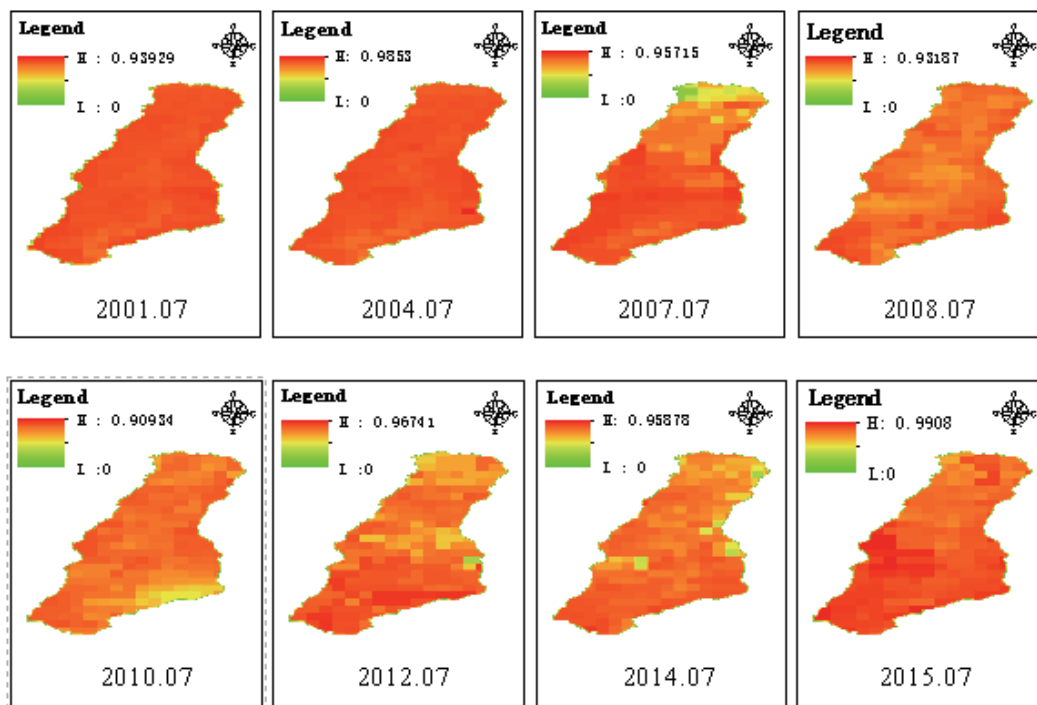 Legend
H : 0.93929
L : 0
2001.07
Legend
H: 0.9853
L: 0
2004.07
Legend
H : 0.95715
L :0
2007.07
Legend
H : 0.93187
L :0
2008.07
Legend
H : 0.90934
L :0
2010.07
Legend
H : 0.96741
L :0
2012.07
Legend
H : 0.95878
L : 0
2014.07
Legend
H: 0.9908
L:0
2015.07